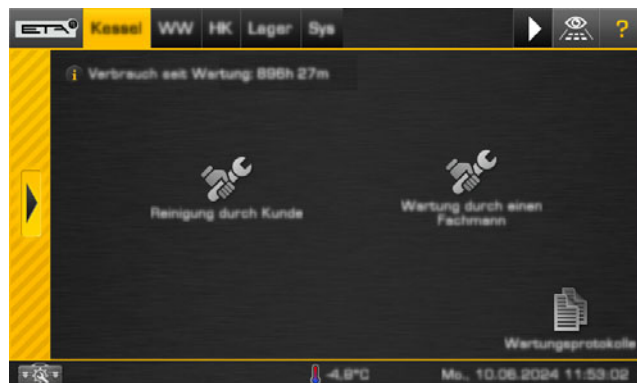 ETA
Kessel WW HK Lager Sys
?
i Verbrauch seit Wartung: 896h 27m
Reinigung durch Kunde
Wartung durch einen
Fachmann
Wartungsprotokolle
-4,8°C Mo., 10.06.2024 11:53:02